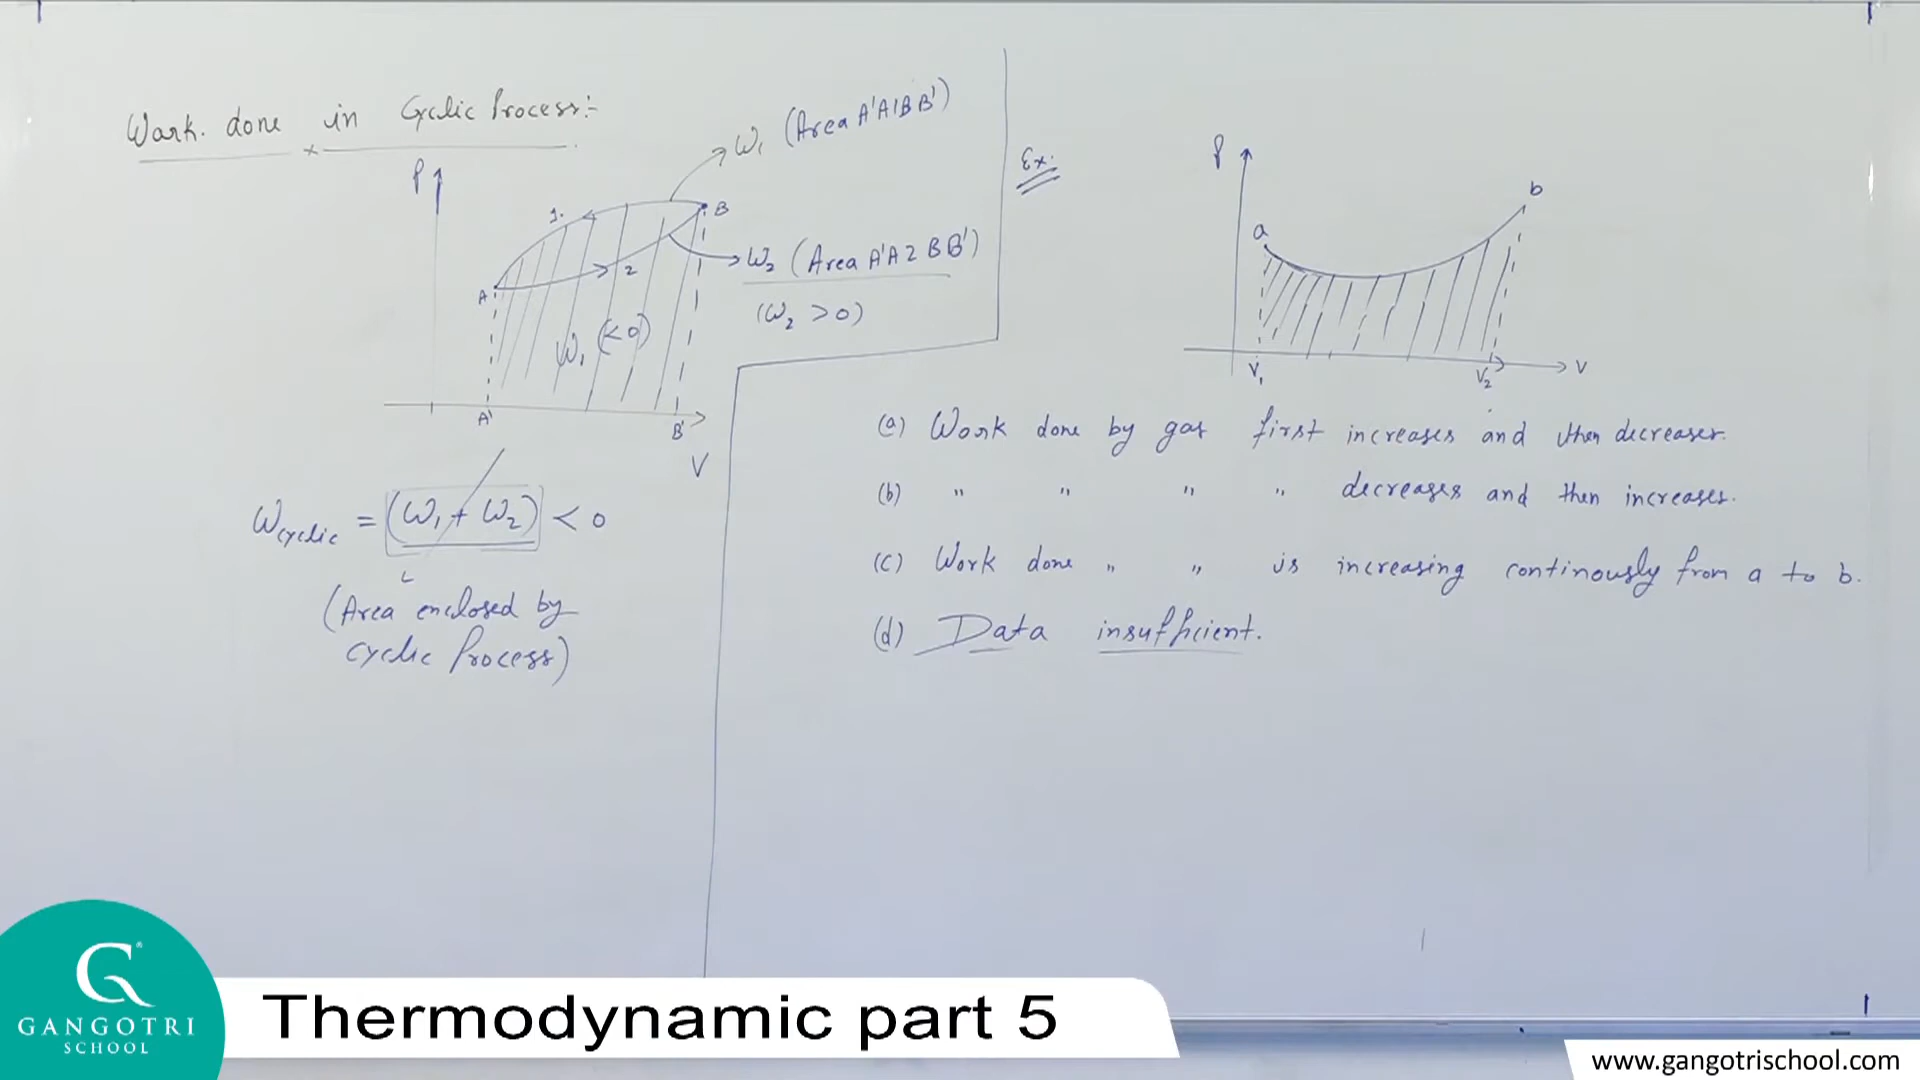 Work done in Cyclic Process:-
P
1.
B
A
2
W₁ (<0)
A'
B'
V
W₁ (Area A'A1BB')
W₂ (Area A'A2BB')
(W₂ >0)
Wcyclic = (W₁ + W₂) < 0
(Area enclosed by
Cyclic Process)
Ex.
P
a
b
V₁
V₂
V
(a) Work done by gas first increases and then decreases.
(b) " " " " decreases and then increases.
(c) Work done " " is increasing continously from a to b.
(d) Data insufficient.
GANGOTRI
SCHOOL
Thermodynamic part 5
www.gangotrischool.com